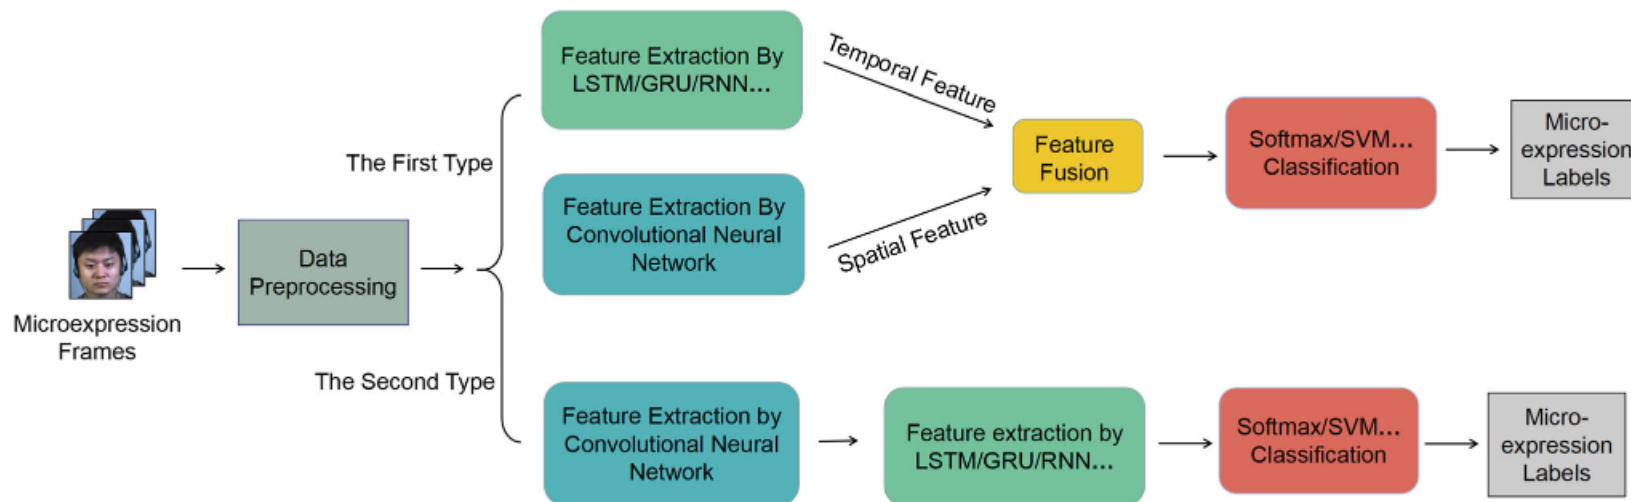 Microexpression
Frames
Data
Preprocessing
The First Type
Feature Extraction By
LSTM/GRU/RNN...
Temporal Feature
Feature Extraction By
Convolutional Neural
Network
Spatial Feature
Feature
Fusion
Softmax/SVM...
Classification
Micro-
expression
Labels
The Second Type
Feature Extraction by
Convolutional Neural
Network
Feature extraction by
LSTM/GRU/RNN...
Softmax/SVM...
Classification
Micro-
expression
Labels